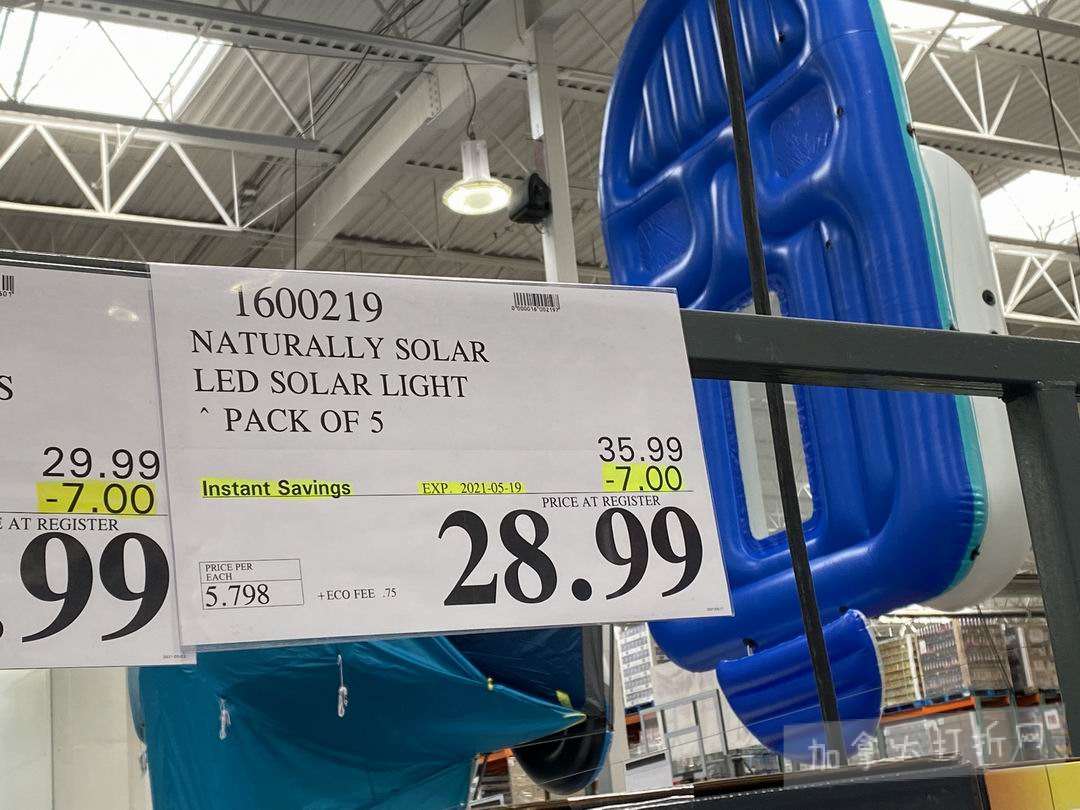 S
29.99
-7.00
AT REGISTER
.99
1600219
NATURALLY SOLAR
LED SOLAR LIGHT
^ PACK OF 5
35.99
Instant Savings
EXP. 2021-05-19
-7.00
PRICE AT REGISTER
28.99
PRICE PER
EACH
5.798
+ECO FEE .75
加拿大打折网